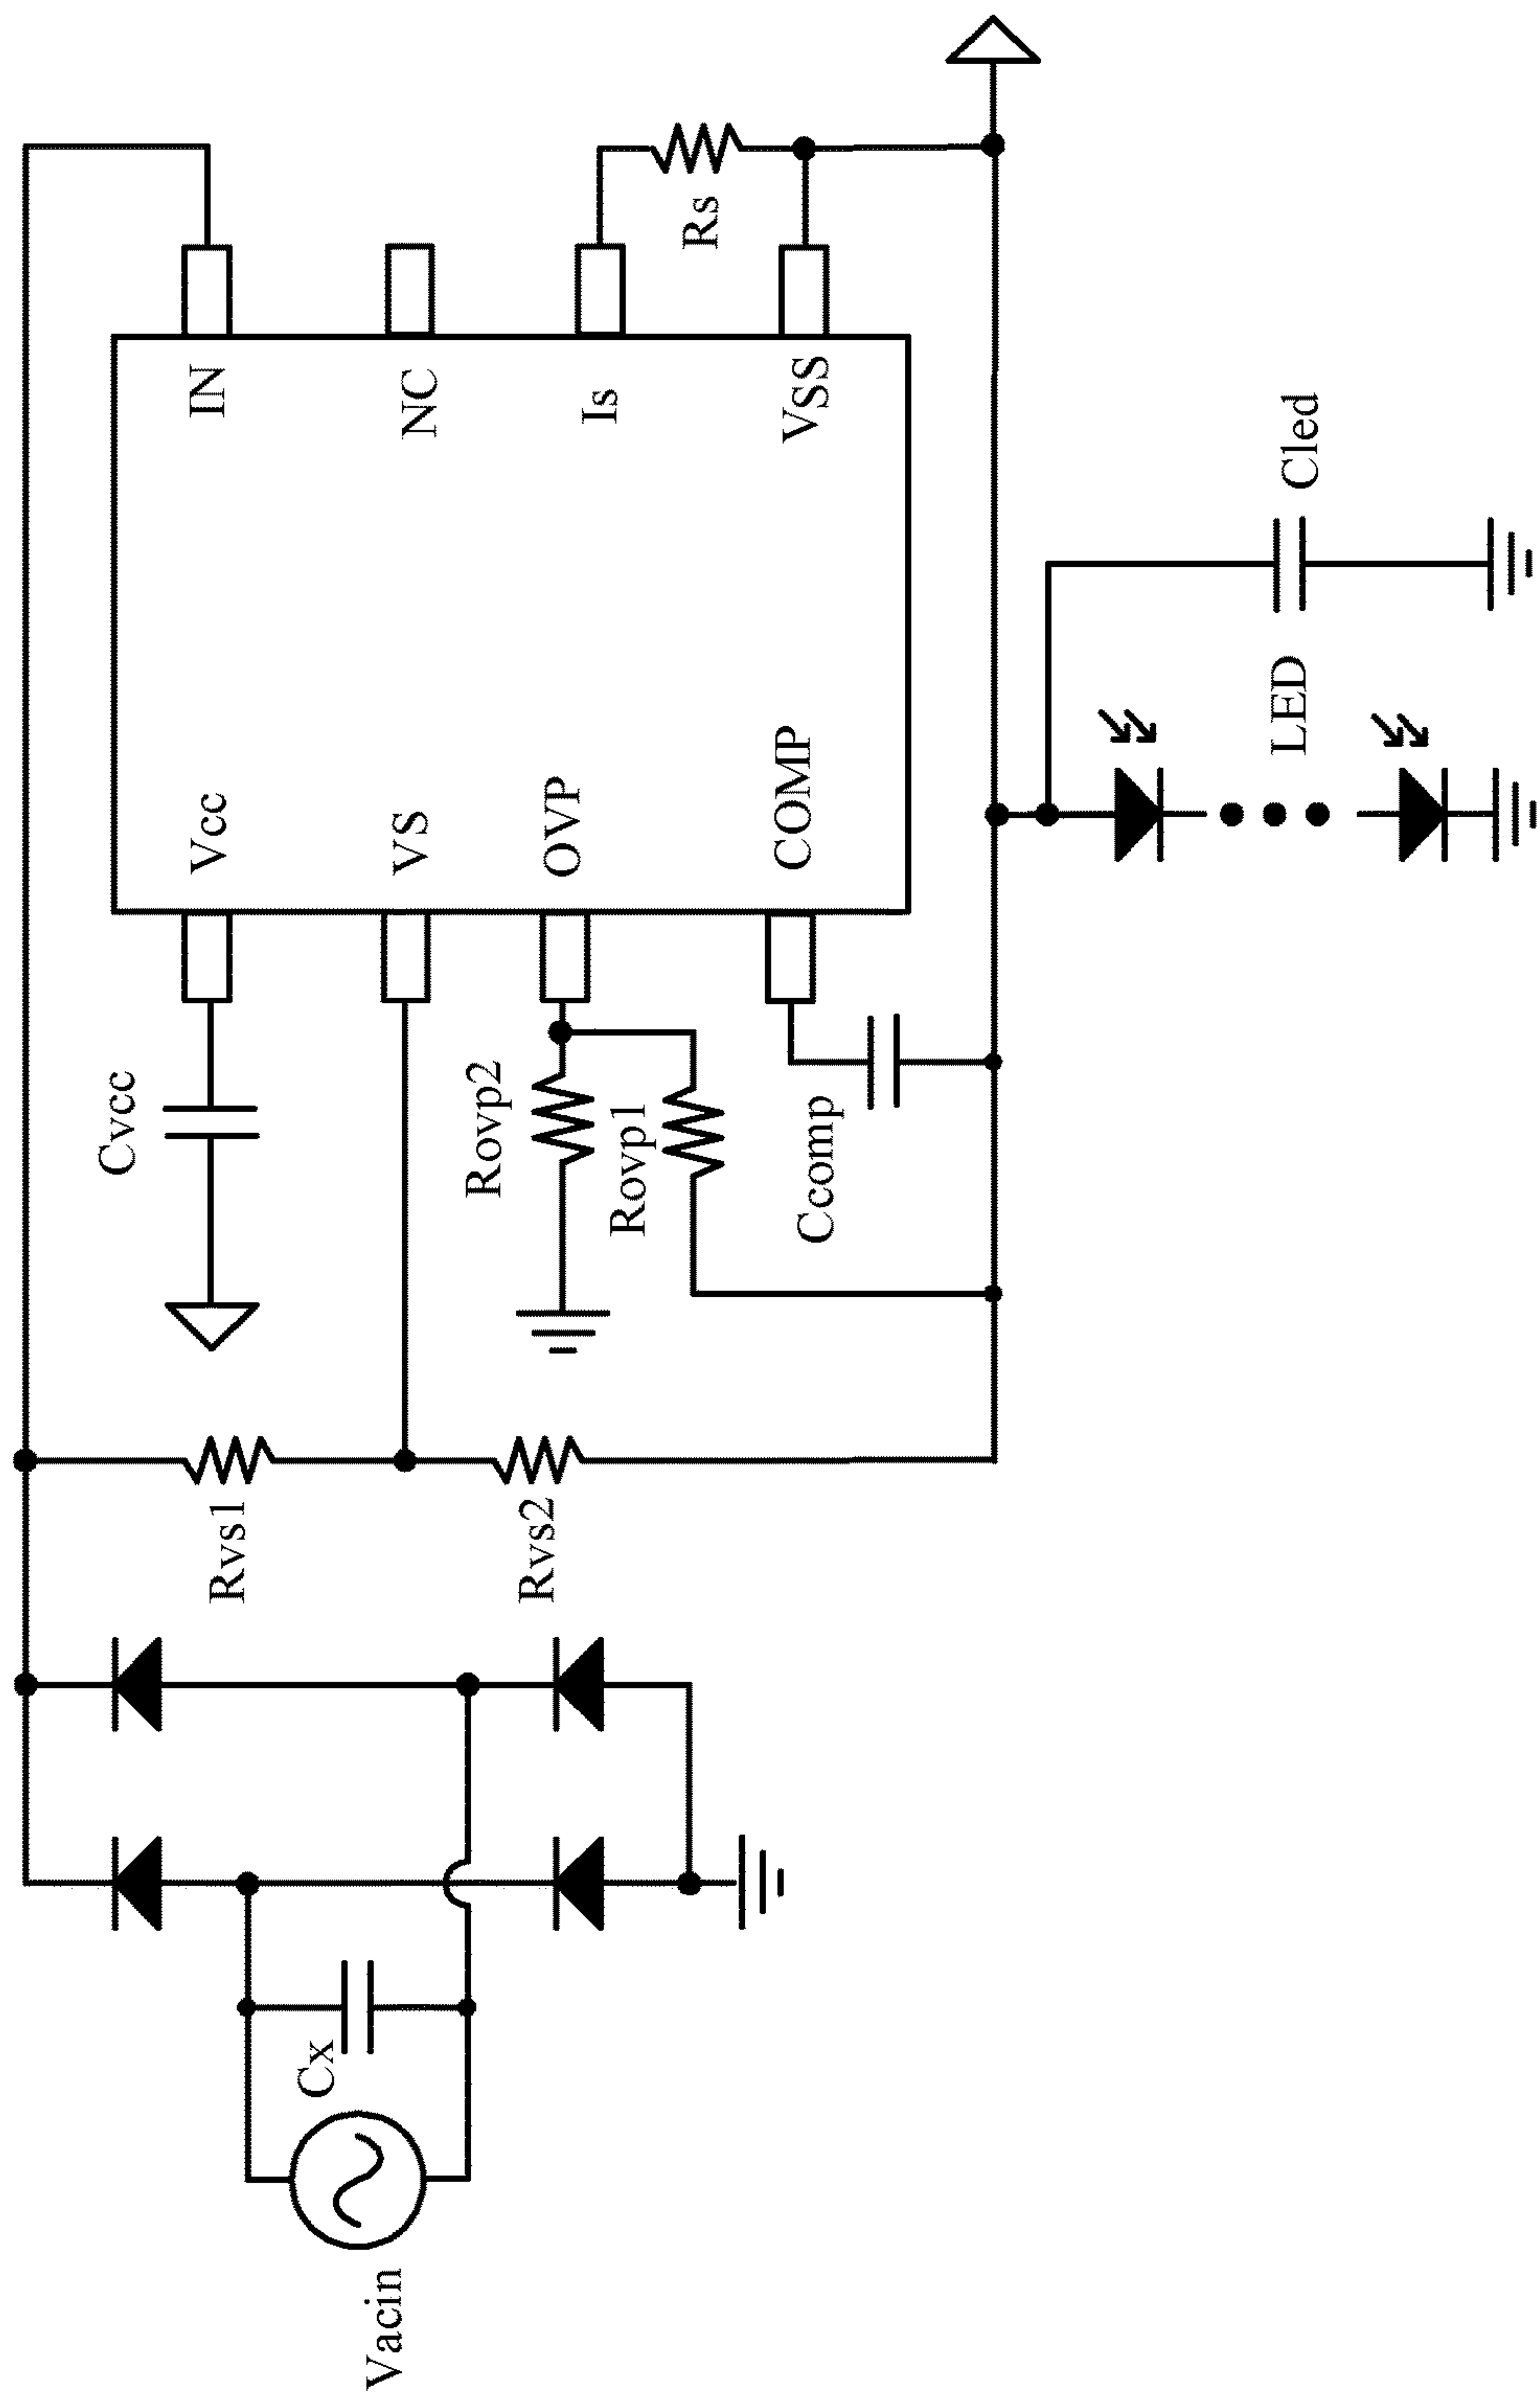 Vacin
Cx
Rvs1
Rvs2
Cvcc
Rovp2
Rovp1
Ccomp
Vcc
VS
OVP
COMP
IN
NC
Is
VSS
Rs
LED
Cled